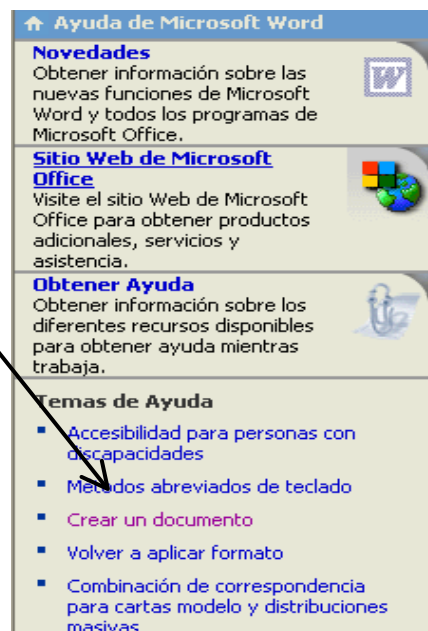 Ayuda de Microsoft Word
Novedades
Obtener información sobre las
nuevas funciones de Microsoft
Word y todos los programas de
Microsoft Office.
Sitio Web de Microsoft
Office
Visite el sitio Web de Microsoft
Office para obtener productos
adicionales, servicios y
asistencia.
Obtener Ayuda
Obtener información sobre los
diferentes recursos disponibles
para obtener ayuda mientras
trabaja.
Temas de Ayuda
Accesibilidad para personas con
discapacidades
Métodos abreviados de teclado
Crear un documento
Volver a aplicar formato
Combinación de correspondencia
para cartas modelo y distribuciones
masivas